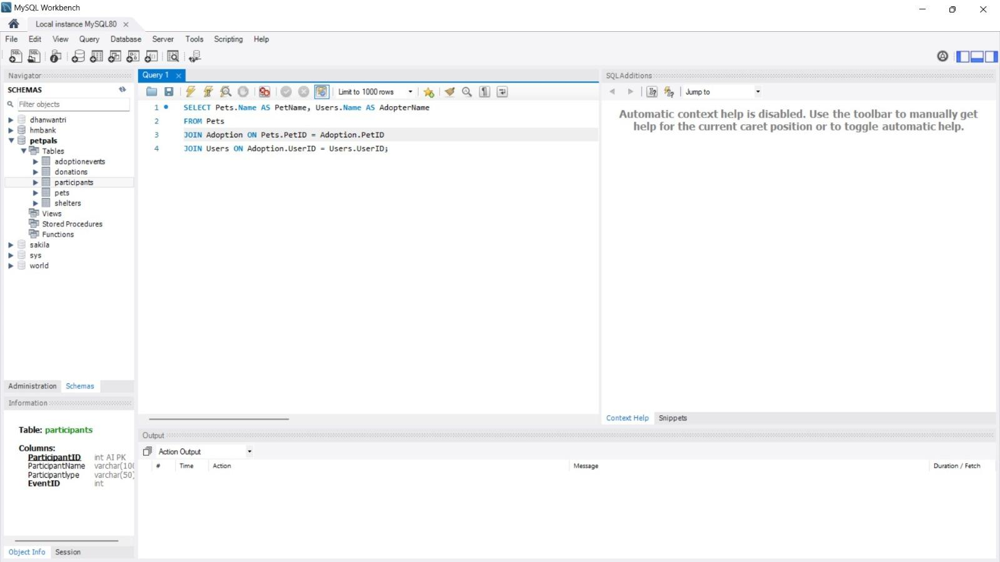 MySQL Workbench
Local instance MySQL80
File Edit View Query Database Server Tools Scripting Help
Navigator
SCHEMAS
Filter objects
dhanwantri
hmbank
petpals
Tables
adoptionevents
donations
participants
pets
shelters
Views
Stored Procedures
Functions
sakila
sys
world
Administration Schemas
Information
Table: participants
Columns:
ParticipantID int AI PK
ParticipantName varchar(100
ParticipantType varchar(50)
EventID int
Object Info Session
Query 1
Limit to 1000 rows
1 SELECT Pets.Name AS PetName, Users.Name AS AdopterName
2 FROM Pets
3 JOIN Adoption ON Pets.PetID = Adoption.PetID
4 JOIN Users ON Adoption.UserID = Users.UserID;
SQLAdditions
Jump to
Automatic context help is disabled. Use the toolbar to manually get
help for the current caret position or to toggle automatic help.
Context Help Snippets
Output
Action Output
# Time Action Message Duration / Fetch